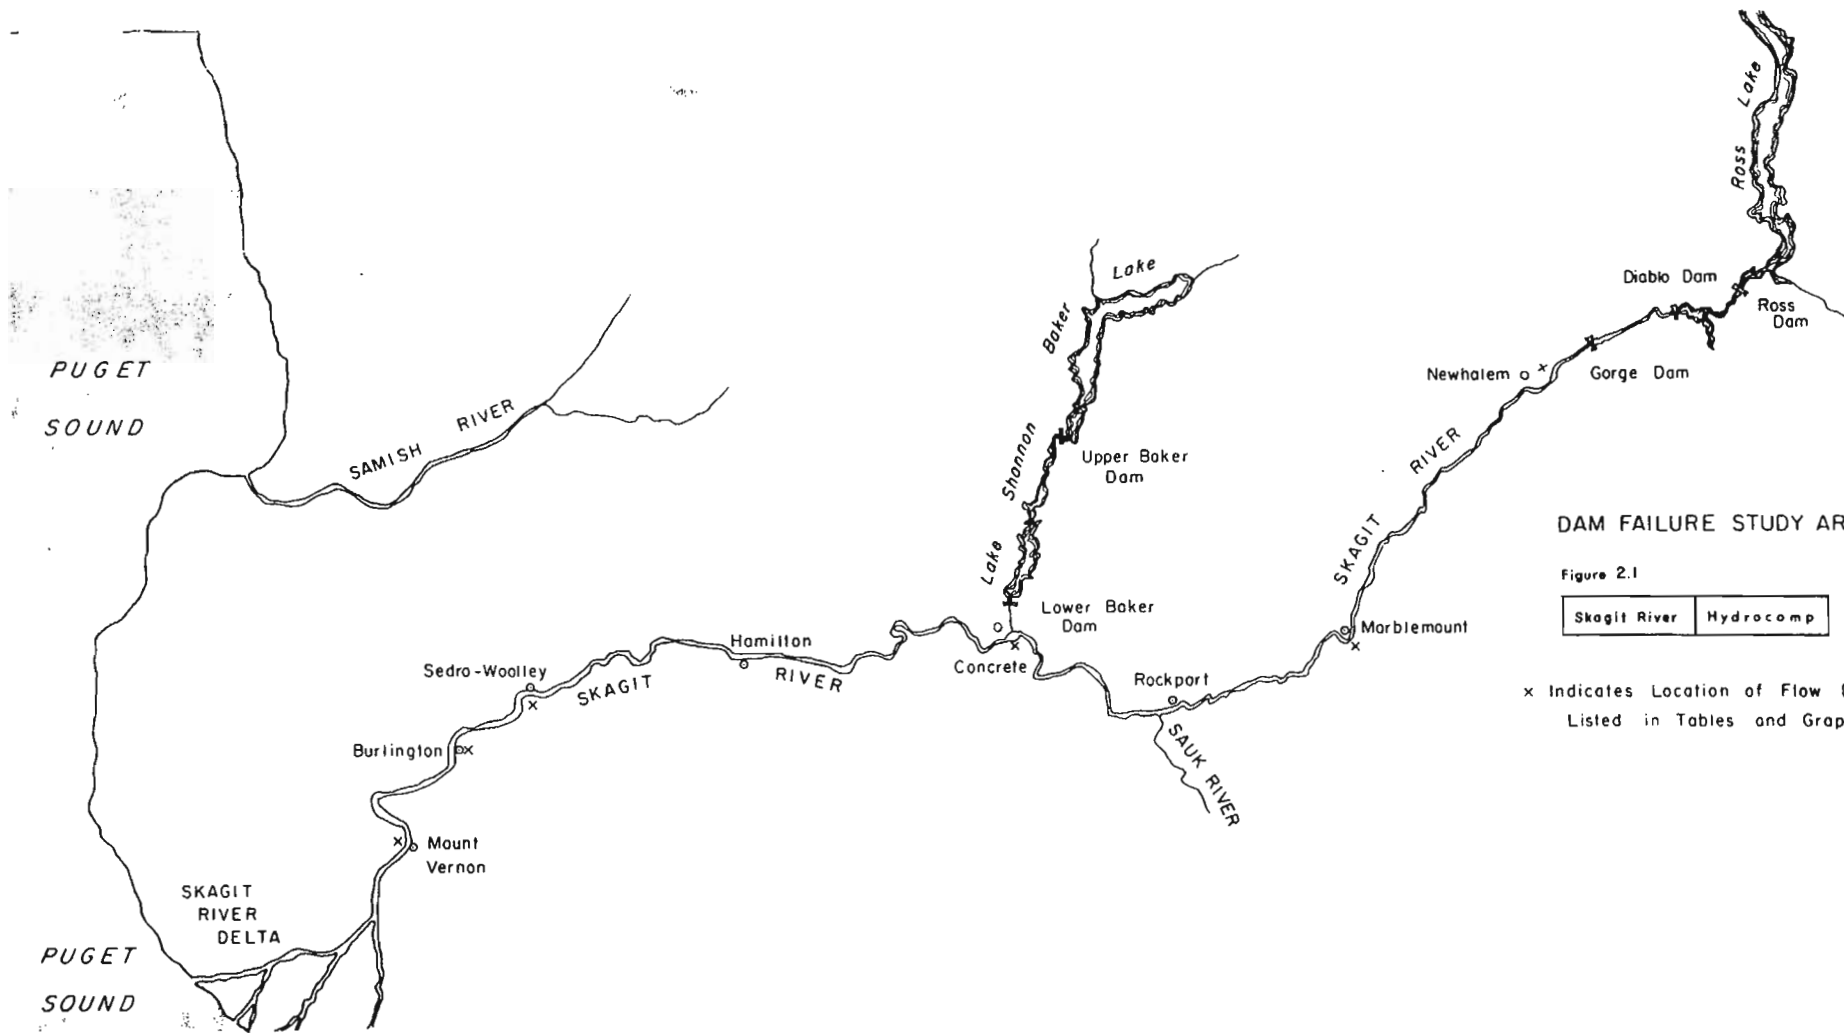 PUGET
SOUND
SAMISH RIVER
Baker Lake
Lake Shannon
Upper Baker
Dam
Lower Baker
Dam
Ross Lake
Diablo Dam
Ross
Dam
Gorge Dam
Newhalem
SKAGIT RIVER
Marblemount
Rockport
SAUK RIVER
Concrete
Hamilton
SKAGIT RIVER
Sedro-Woolley
Burlington
Mount
Vernon
SKAGIT
RIVER
DELTA
PUGET
SOUND
DAM FAILURE STUDY
Figure 2.1
Skagit River Hydrocomp
x Indicates Location of Flow
Listed in Tables and